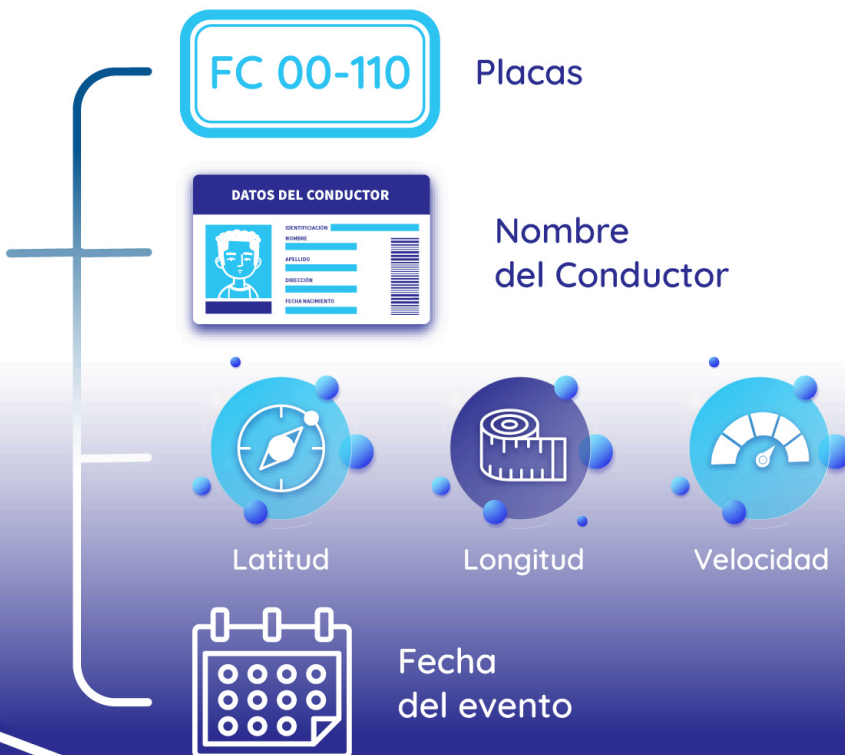 FC 00-110
Placas
DATOS DEL CONDUCTOR
IDENTIFICIACIÓN
NOMBRE
APELLIDO
DIRECCIÓN
FECHA NACIMIENTO
Nombre
del Conductor
Latitud
Longitud
Velocidad
Fecha
del evento